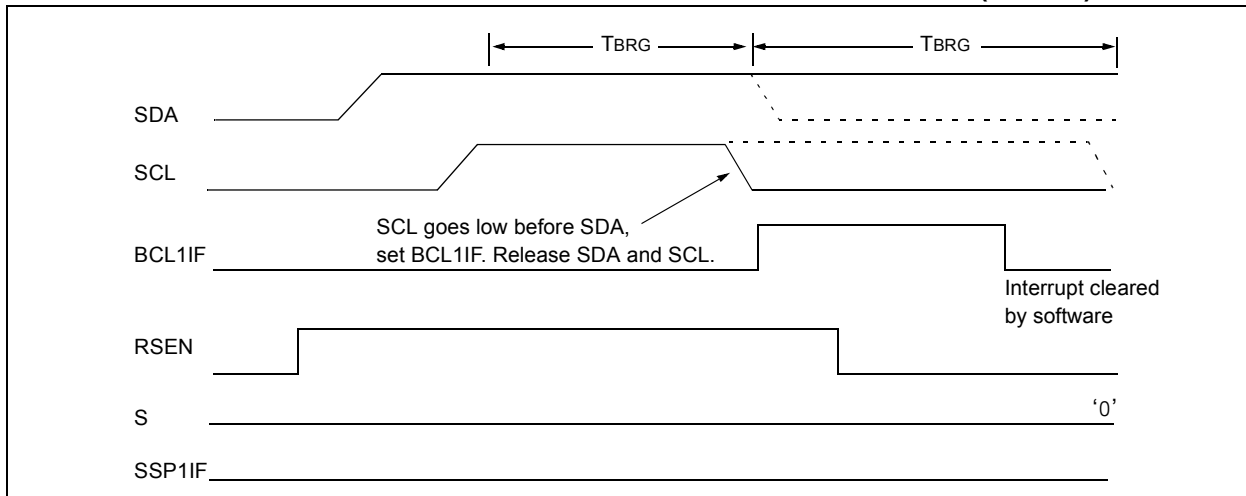 TBRG TBRG
SDA
SCL
SCL goes low before SDA,
set BCL1IF. Release SDA and SCL.
BCL1IF
Interrupt cleared
by software
RSEN
S
‘0’
SSP1IF